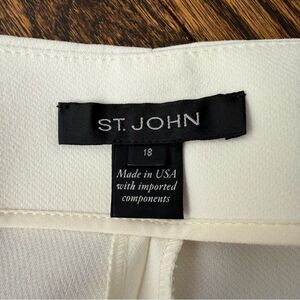 ST. JOHN
18
Made in USA
with imported
components